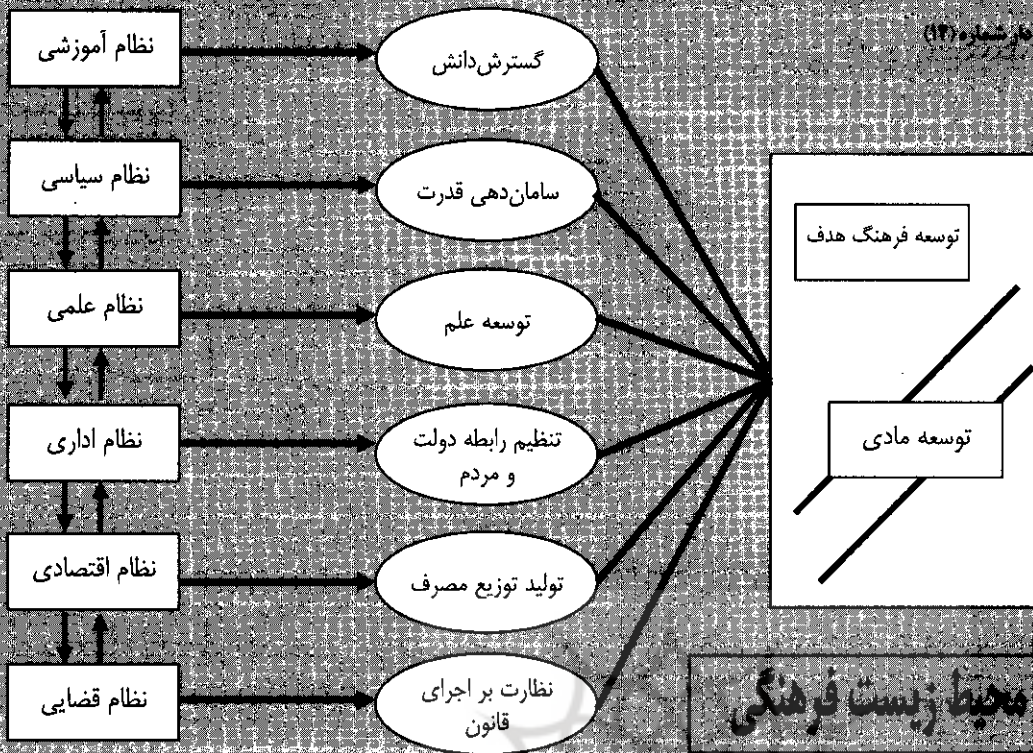 شماره (۱۲)
نظام آموزشی
گسترش دانش
نظام سیاسی
سامان‌دهی قدرت
توسعه فرهنگ هدف
نظام علمی
توسعه علم
نظام اداری
تنظیم رابطه دولت
و مردم
توسعه مادی
نظام اقتصادی
تولید توزیع مصرف
نظام قضایی
نظارت بر اجرای
قانون
محیط زیست فرهنگی